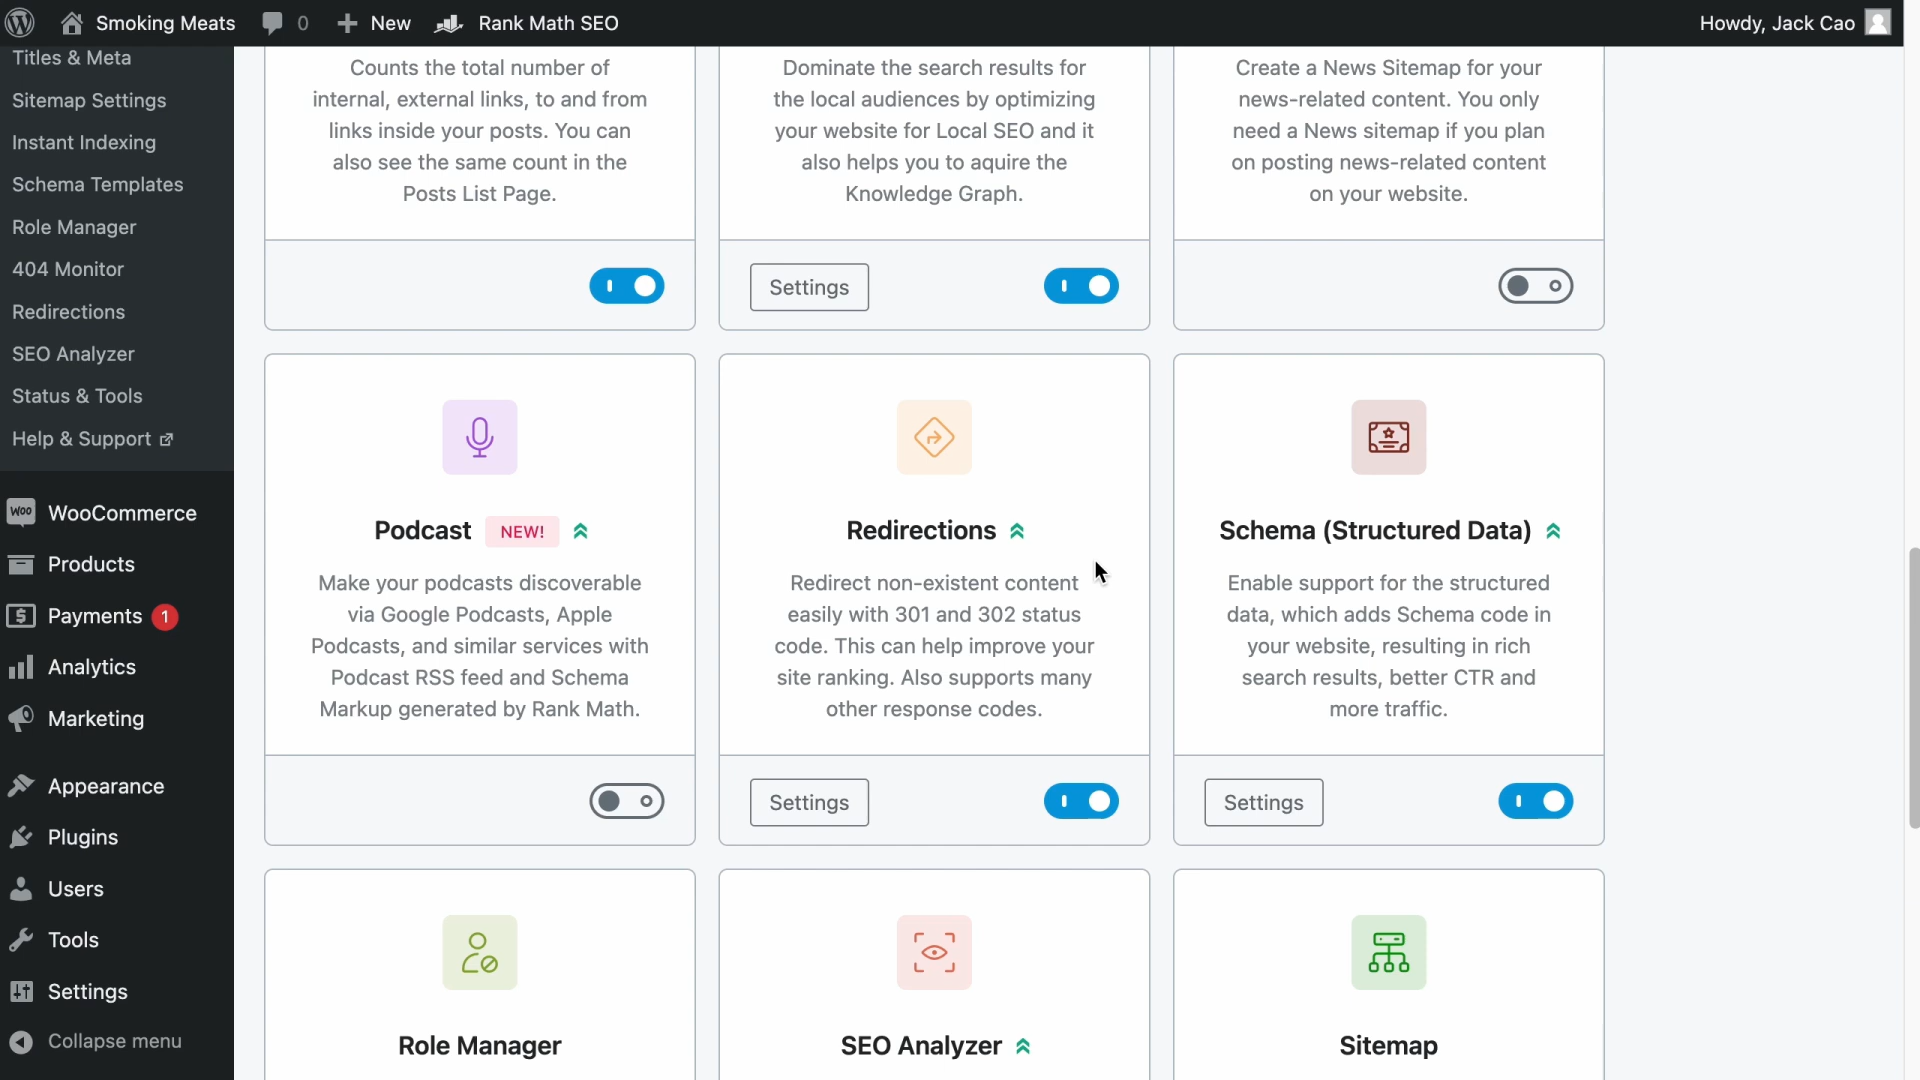 Smoking Meats
0
New
Rank Math SEO
Howdy, Jack Cao
Titles & Meta
Sitemap Settings
Instant Indexing
Schema Templates
Role Manager
404 Monitor
Redirections
SEO Analyzer
Status & Tools
Help & Support
Woo WooCommerce
Products
Payments 1
Analytics
Marketing
Appearance
Plugins
Users
Tools
Settings
Collapse menu
Counts the total number of
internal, external links, to and from
links inside your posts. You can
also see the same count in the
Posts List Page.
Dominate the search results for
the local audiences by optimizing
your website for Local SEO and it
also helps you to aquire the
Knowledge Graph.
Settings
Create a News Sitemap for your
news-related content. You only
need a News sitemap if you plan
on posting news-related content
on your website.
Podcast NEW!
Make your podcasts discoverable
via Google Podcasts, Apple
Podcasts, and similar services with
Podcast RSS feed and Schema
Markup generated by Rank Math.
Redirections
Redirect non-existent content
easily with 301 and 302 status
code. This can help improve your
site ranking. Also supports many
other response codes.
Settings
Schema (Structured Data)
Enable support for the structured
data, which adds Schema code in
your website, resulting in rich
search results, better CTR and
more traffic.
Settings
Role Manager
SEO Analyzer
Sitemap